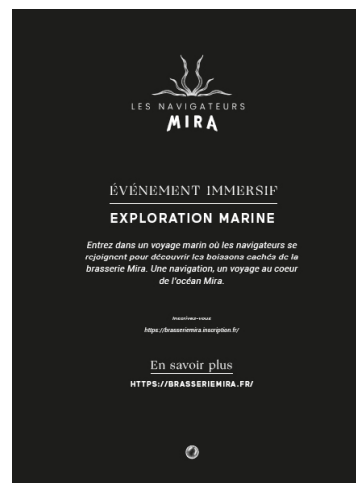 LES NAVIGATEURS
MIRA
ÉVÉNEMENT IMMERSIF
EXPLORATION MARINE
Entrez dans un voyage marin où les navigateurs se
rejoignent pour découvrir les boissons cachés de la
brasserie Mira. Une navigation, un voyage au coeur
de l'océan Mira.
Inscrivez-vous
https://brasseriemira.inscription.fr/
En savoir plus
HTTPS://BRASSERIEMIRA.FR/